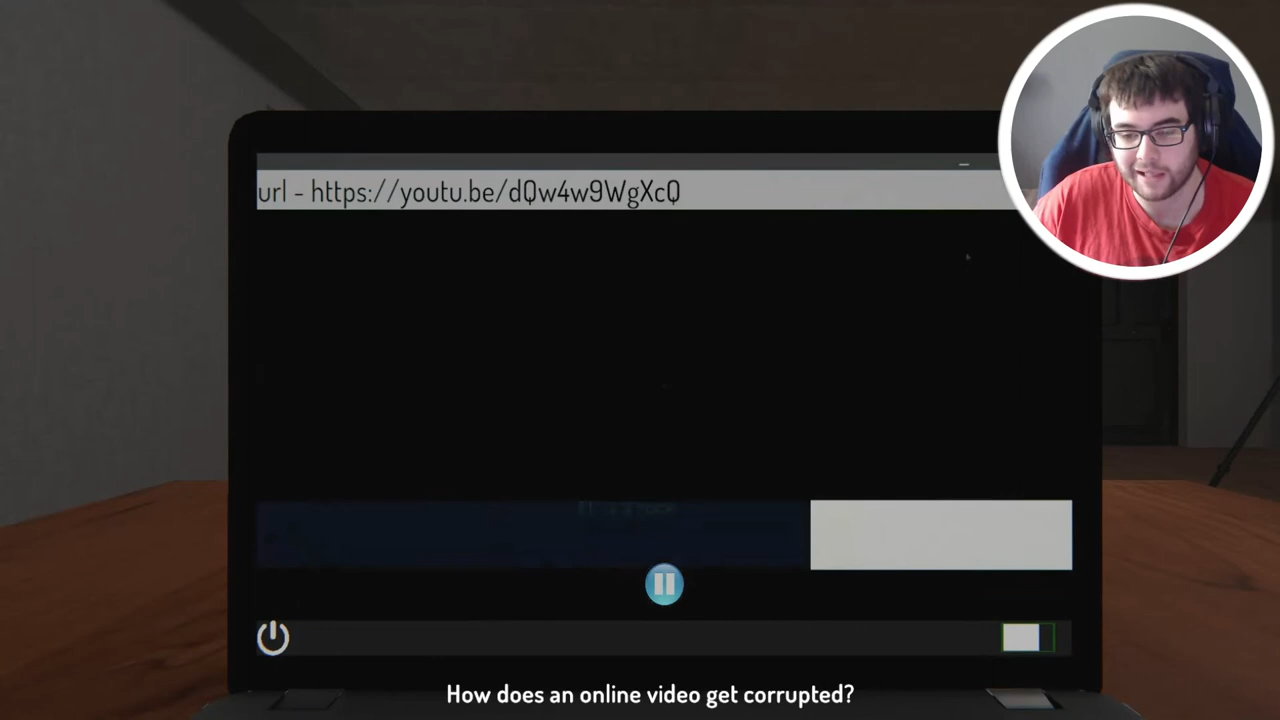 url - https://youtu.be/dQw4w9WgXcQ
How does an online video get corrupted?